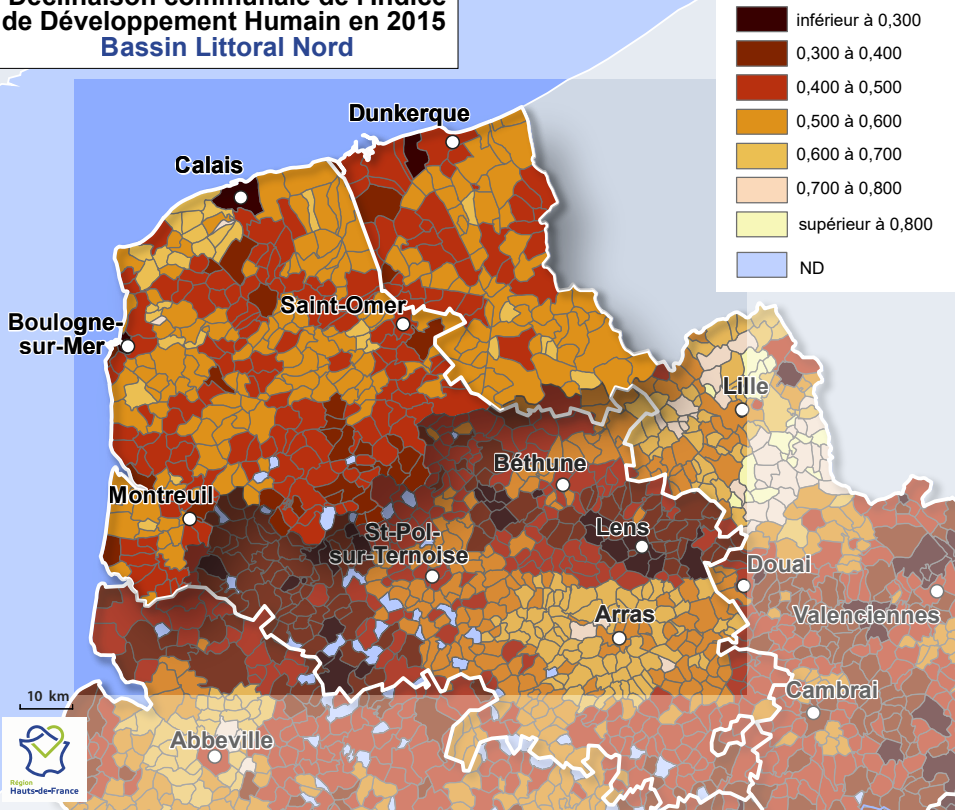 Déclinaison communale de l'Indice
de Développement Humain en 2015
Bassin Littoral Nord
inférieur à 0,300
0,300 à 0,400
0,400 à 0,500
0,500 à 0,600
0,600 à 0,700
0,700 à 0,800
supérieur à 0,800
ND
Dunkerque
Calais
Saint-Omer
Boulogne-
sur-Mer
Lille
Béthune
Montreuil
Lens
St-Pol-
sur-Ternoise
Douai
Arras
Valenciennes
Cambrai
10 km
Abbeville
Région
Hauts-de-France